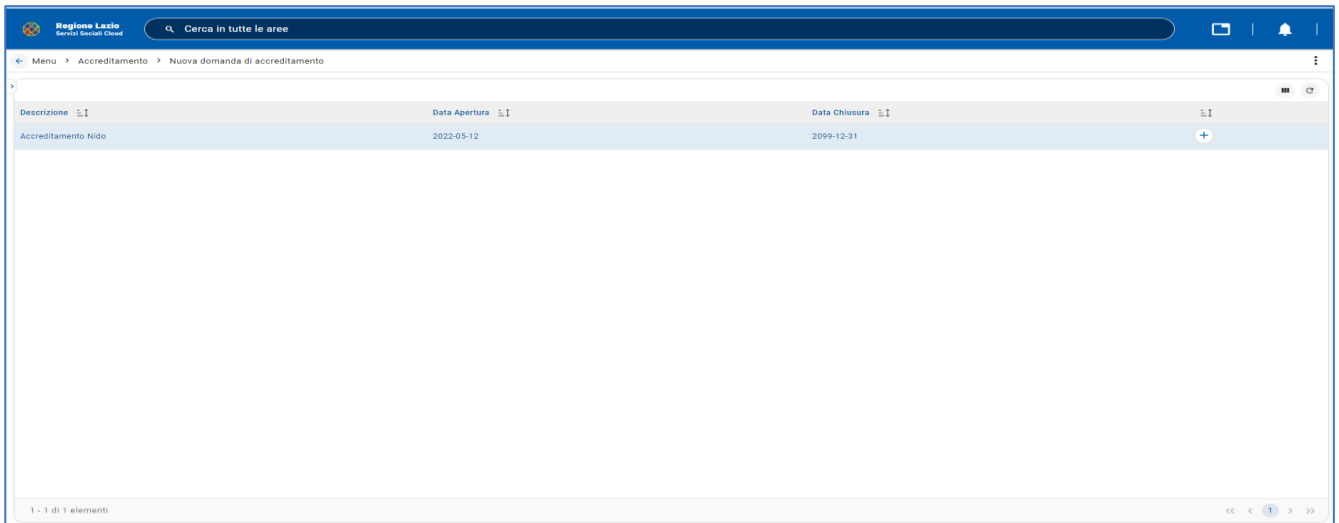 Regione Lazio
Servizi Sociali Cloud
Cerca in tutte le aree
Menu > Accreditamento > Nuova domanda di accreditamento
Descrizione Data Apertura Data Chiusura
Accreditamento Nido 2022-05-12 2099-12-31 +
1 - 1 di 1 elementi << < 1 > >>